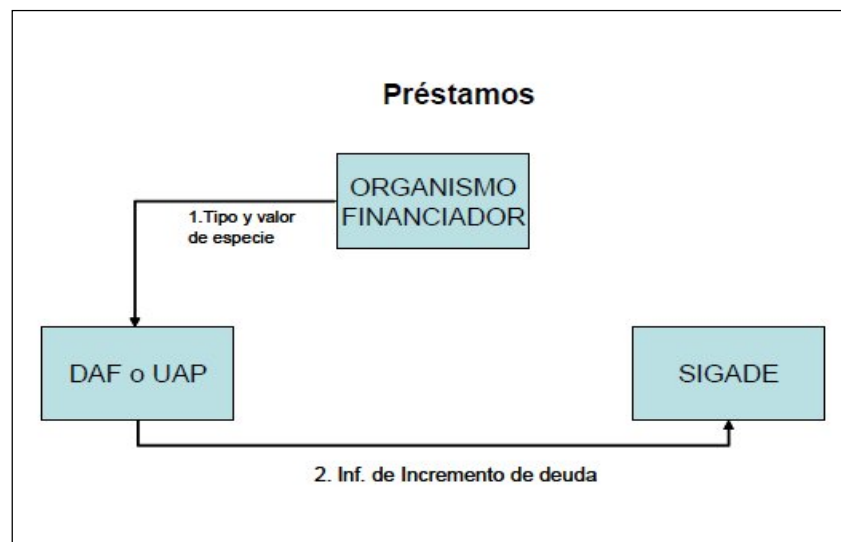 Préstamos
ORGANISMO
FINANCIADOR
1.Tipo y valor
de especie
DAF o UAP
SIGADE
2. Inf. de Incremento de deuda